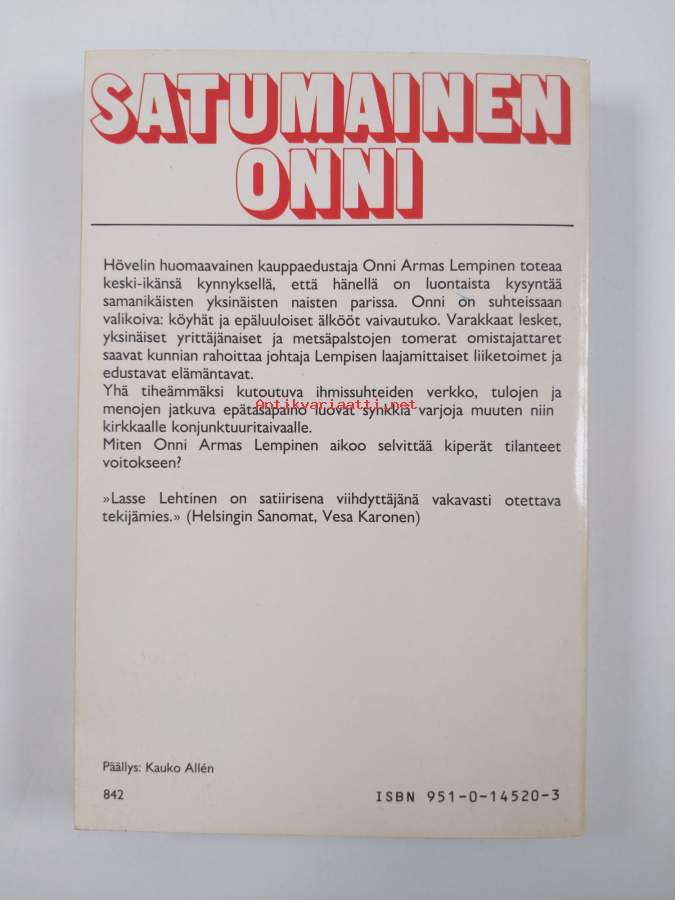 SATUMAINEN
ONNI
Hövelin huomaavainen kauppaedustaja Onni Armas Lempinen toteaa
keski-ikänsä kynnyksellä, että hänellä on luontaista kysyntää
samanikäisten yksinäisten naisten parissa. Onni on suhteissaan
valikoiva: köyhät ja epäluuloiset älkööt vaivautuko. Varakkaat lesket,
yksinäiset yrittäjänaiset ja metsäpalstojen tomerat omistajattaret
saavat kunnian rahoittaa johtaja Lempisen laajamittaiset liiketoimet ja
edustavat elämäntavat.
Yhä tiheämmäksi kutoutuva ihmissuhteiden verkko, tulojen ja
Antikvariaatti.net
menojen jatkuva epätasapaino luovat synkkiä varjoja muuten niin
kirkkaalle konjunktuuritaivaalle.
Miten Onni Armas Lempinen aikoo selvittää kiperät tilanteet
voitokseen?
»Lasse Lehtinen on satiirisena viihdyttäjänä vakavasti otettava
tekijämies.» (Helsingin Sanomat, Vesa Karonen)
Päällys: Kauko Allén
842 ISBN 951-0-14520-3